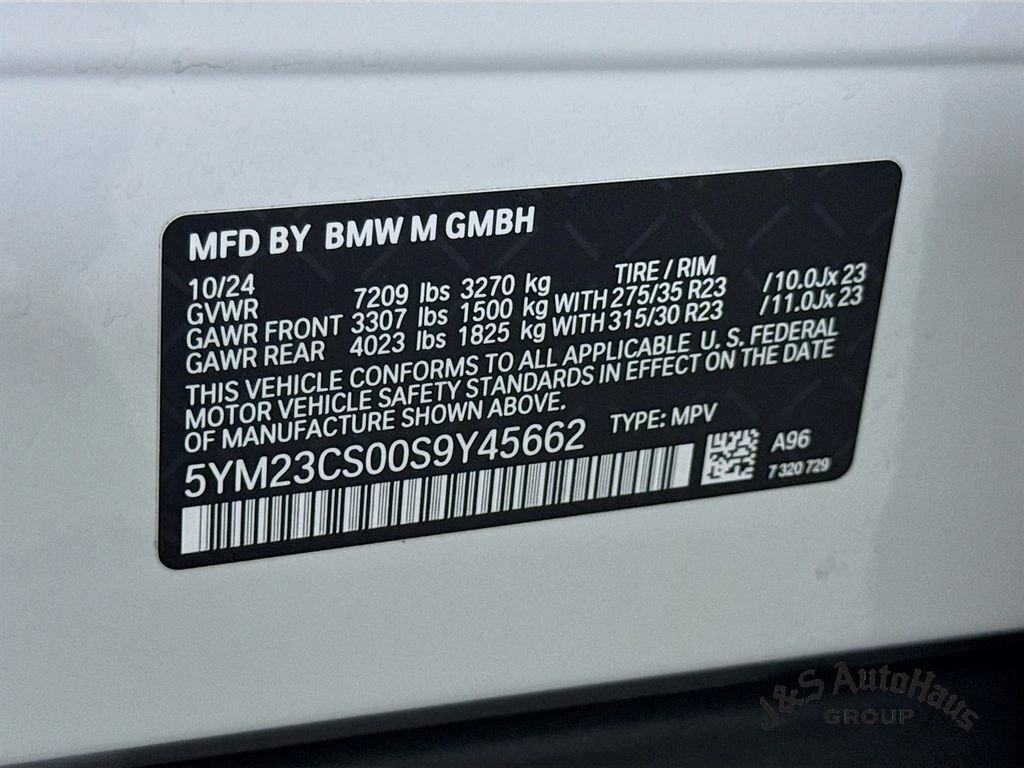 MFD BY BMW M GMBH
10/24 TIRE / RIM
GVWR 7209 lbs 3270 kg
GAWR FRONT 3307 lbs 1500 kg WITH 275/35 R23 /10.0Jx 23
GAWR REAR 4023 lbs 1825 kg WITH 315/30 R23 /11.0Jx 23
THIS VEHICLE CONFORMS TO ALL APPLICABLE U. S. FEDERAL
MOTOR VEHICLE SAFETY STANDARDS IN EFFECT ON THE DATE
OF MANUFACTURE SHOWN ABOVE.
5YM23CS00S9Y45662 TYPE: MPV
A96
7 320 729
J&S AutoHaus
GROUP